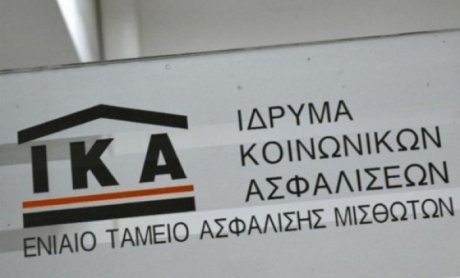 ΙΚΑ
ΙΔΡΥΜΑ
ΚΟΙΝΩΝΙΚΩΝ
ΑΣΦΑΛΙΣΕΩΝ
ΕΝΙΑΙΟ ΤΑΜΕΙΟ ΑΣΦΑΛΙΣΗΣ ΜΙΣΘΩΤΩΝ